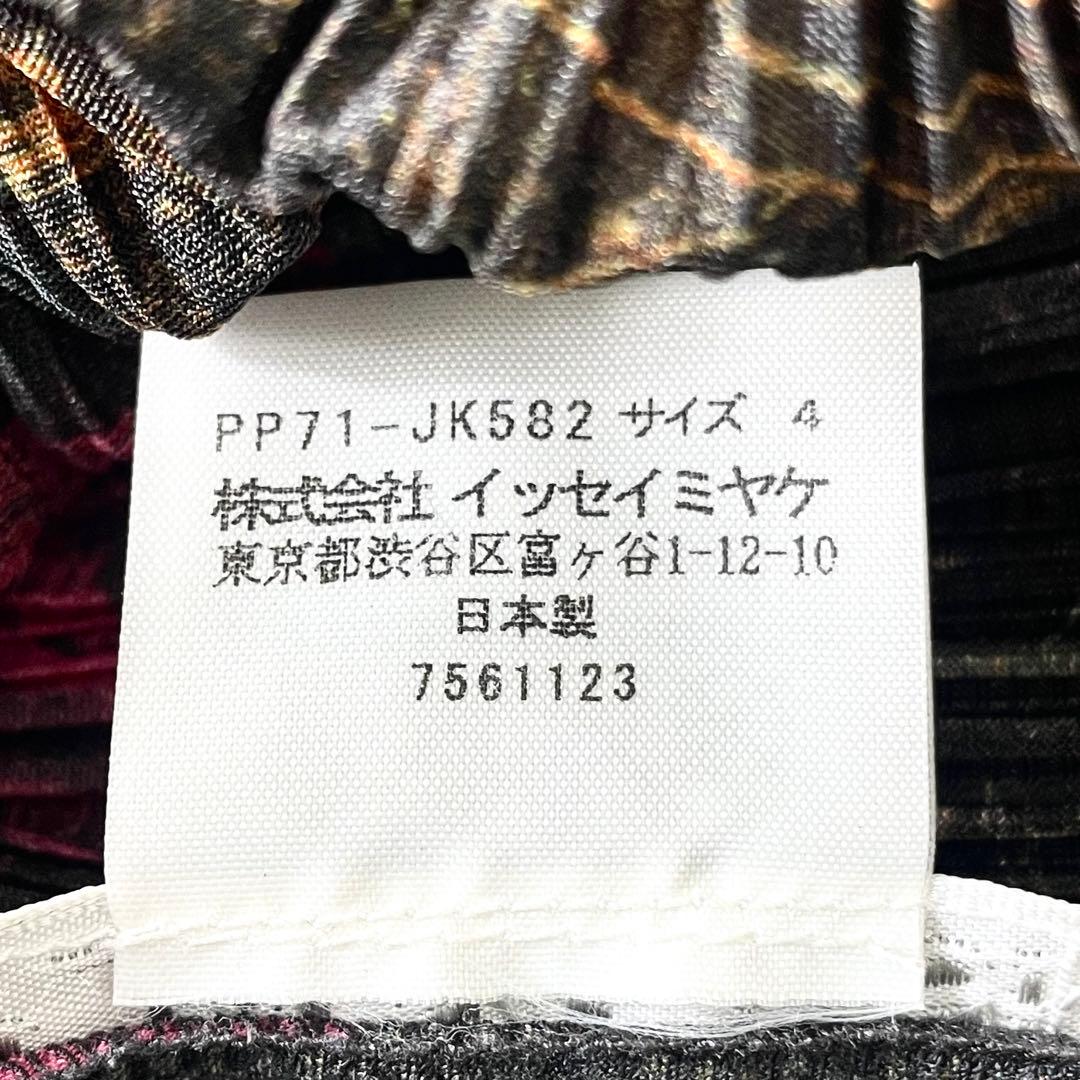 PP71-JK582 サイズ 4
株式会社 イッセイミヤケ
東京都渋谷区富ヶ谷1-12-10
日本製
7561123